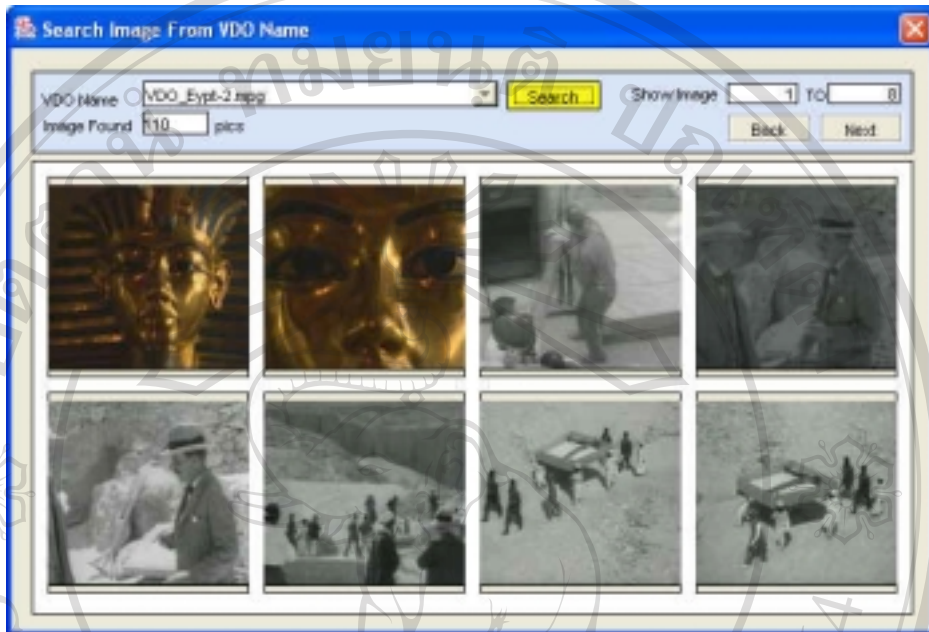 Search Image From VDO Name
VDO Name VDO_Eypt-2.mpg Search Show Image 1 TO 8
Image Found 110 pics Back Next